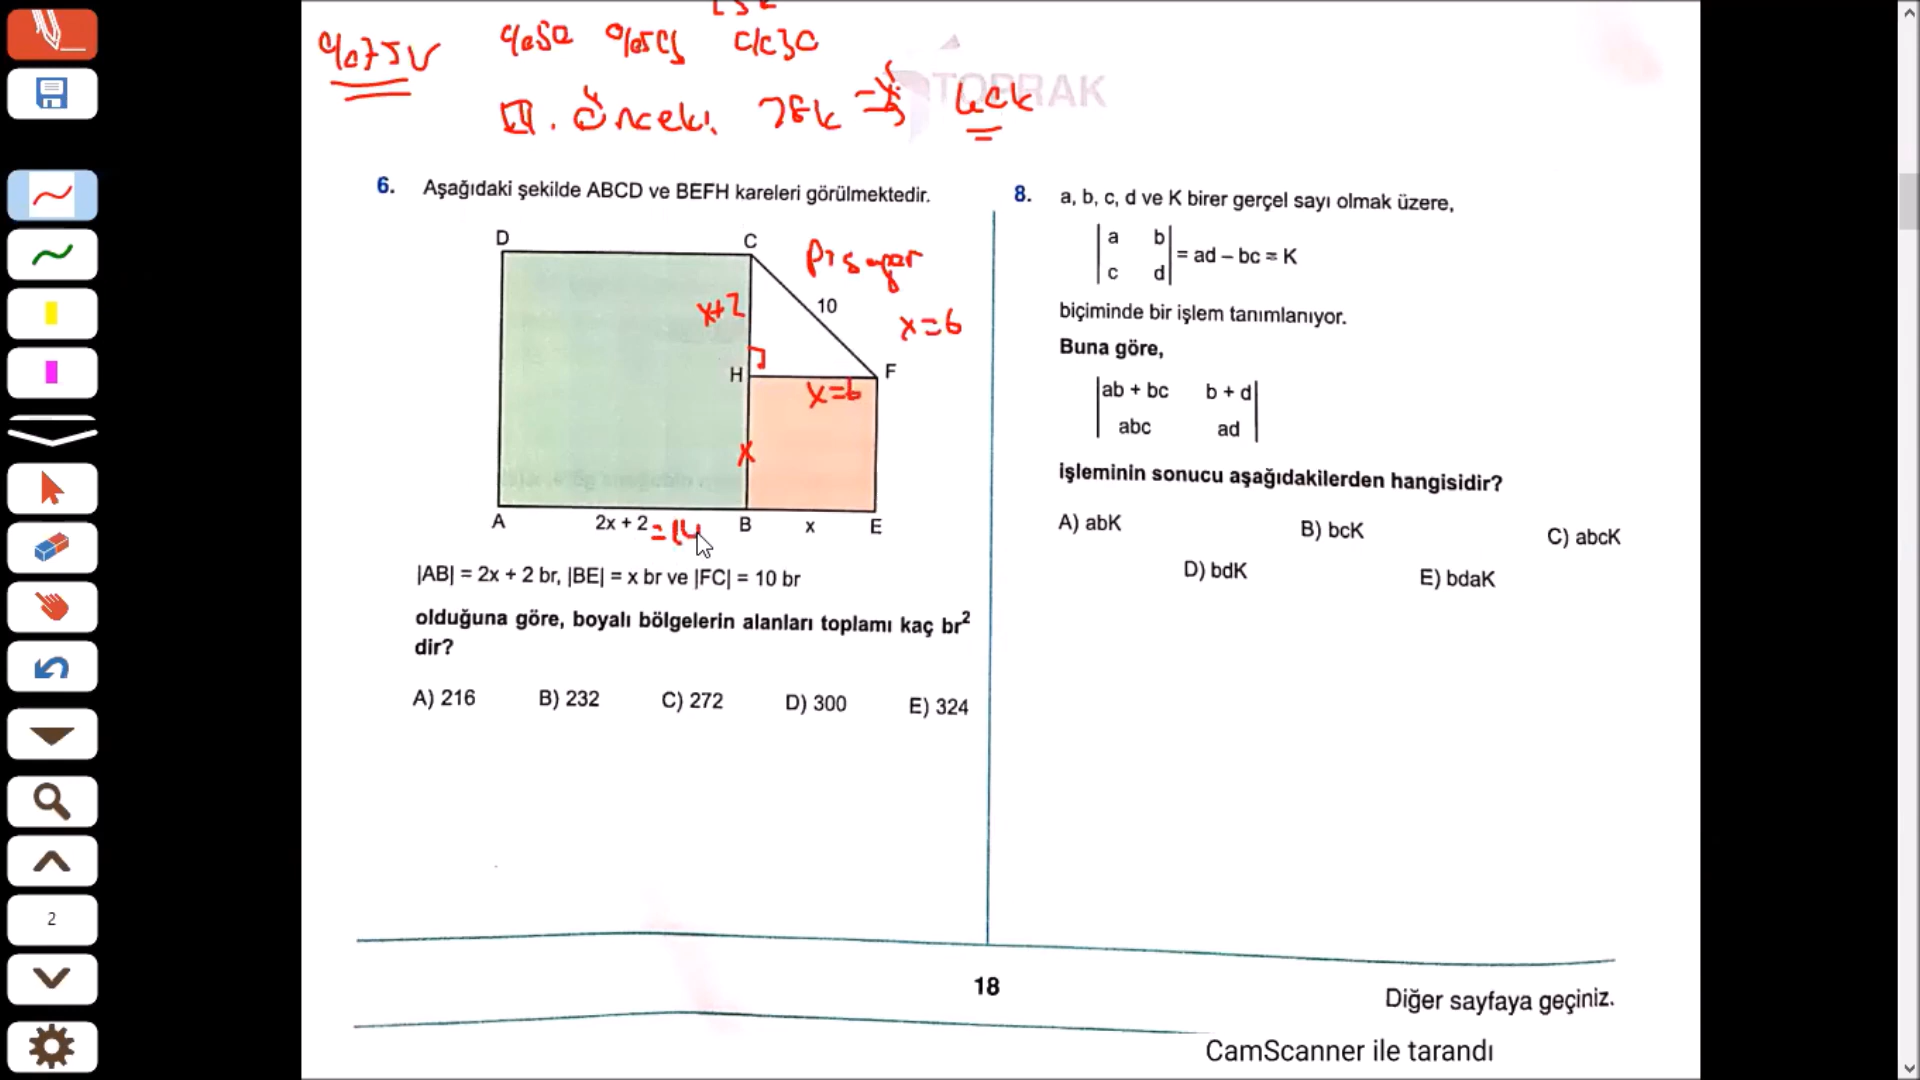 TOPRAK
6. Aşağıdaki şekilde ABCD ve BEFH kareleri görülmektedir.
D
C
x+2
10
x=6
H
F
x=6
x
A
2x + 2 =14
B
x
E
|AB| = 2x + 2 br, |BE| = x br ve |FC| = 10 br
olduğuna göre, boyalı bölgelerin alanları toplamı kaç br²
dir?
A) 216 B) 232 C) 272 D) 300 E) 324
8. a, b, c, d ve K birer gerçel sayı olmak üzere,
|a b|
|c d| = ad – bc = K
biçiminde bir işlem tanımlanıyor.
Buna göre,
|ab + bc b + d|
|abc ad|
işleminin sonucu aşağıdakilerden hangisidir?
A) abK B) bcK C) abcK
D) bdK E) bdaK
2
18
Diğer sayfaya geçiniz.
CamScanner ile tarandı